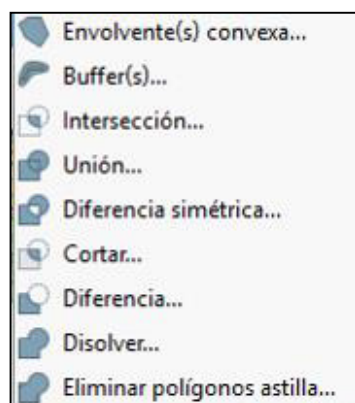 Envolvente(s) convexa...
Buffer(s)...
Intersección...
Unión...
Diferencia simétrica...
Cortar...
Diferencia...
Disolver...
Eliminar polígonos astilla...